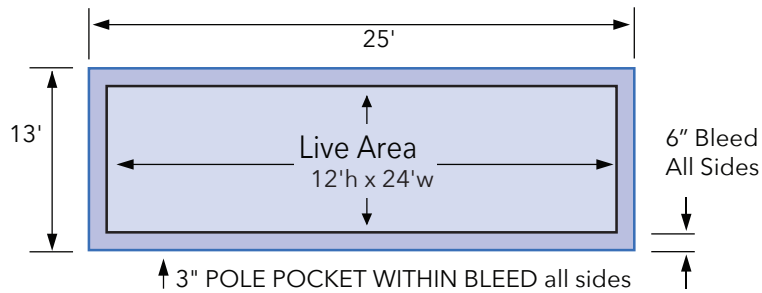 25'
13'
Live Area
12'h x 24'w
6” Bleed
All Sides
3" POLE POCKET WITHIN BLEED all sides